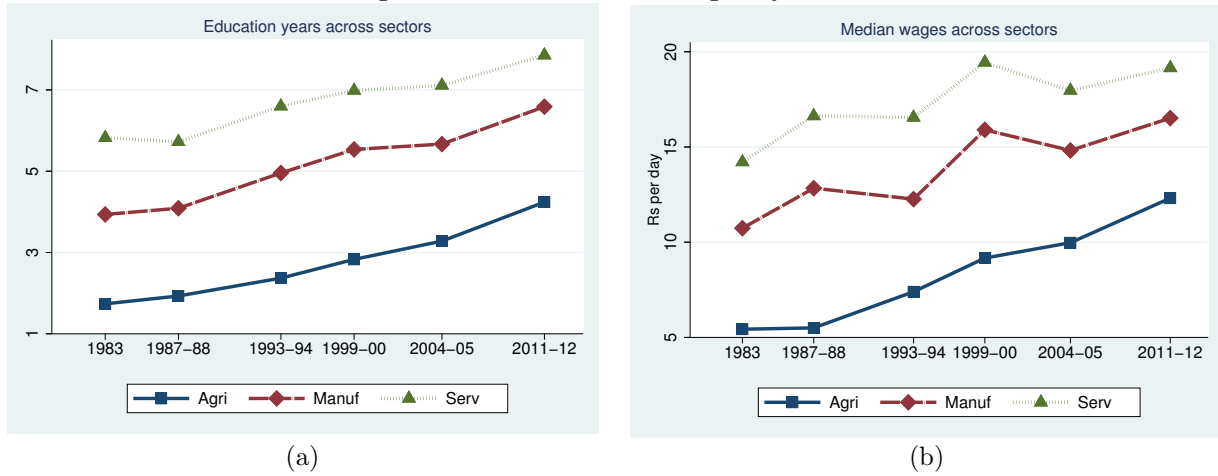 Education years across sectors
7
5
3
1
1983 1987–88 1993–94 1999–00 2004–05 2011–12
Agri Manuf Serv
(a)
Median wages across sectors
20
15
10
5
Rs per day
1983 1987–88 1993–94 1999–00 2004–05 2011–12
Agri Manuf Serv
(b)